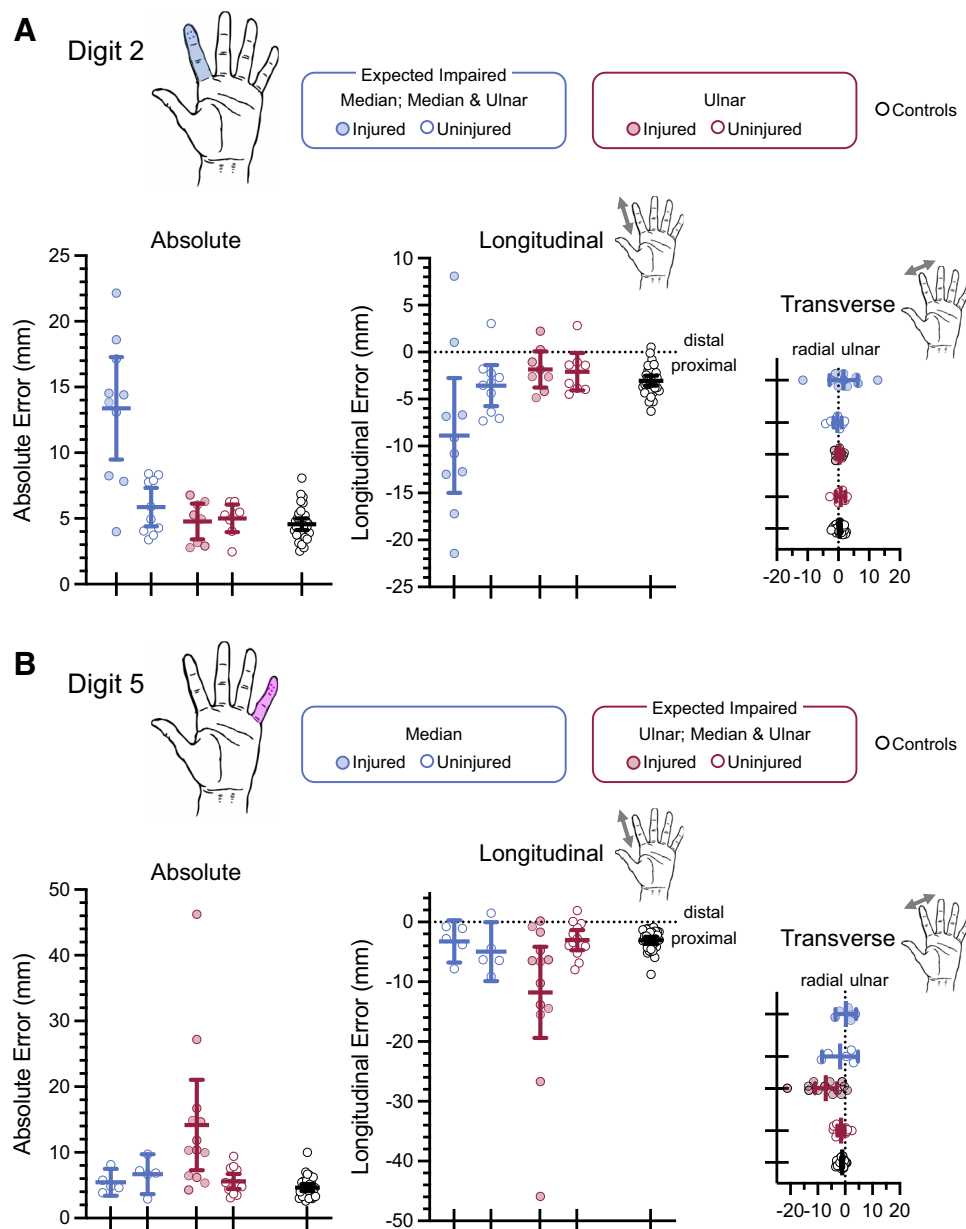 A
Digit 2
Expected Impaired
Median; Median & Ulnar
Injured Uninjured
Ulnar
Injured Uninjured
Controls
Absolute
Absolute Error (mm)
25
20
15
10
5
0
Longitudinal
Longitudinal Error (mm)
10
5
0
-5
-10
-15
-20
-25
distal
proximal
Transverse
radial ulnar
-20 -10 0 10 20
B
Digit 5
Median
Injured Uninjured
Expected Impaired
Ulnar; Median & Ulnar
Injured Uninjured
Controls
Absolute
Absolute Error (mm)
50
40
30
20
10
0
Longitudinal
Longitudinal Error (mm)
0
-10
-20
-30
-40
-50
distal
proximal
Transverse
radial ulnar
-20 -10 0 10 20